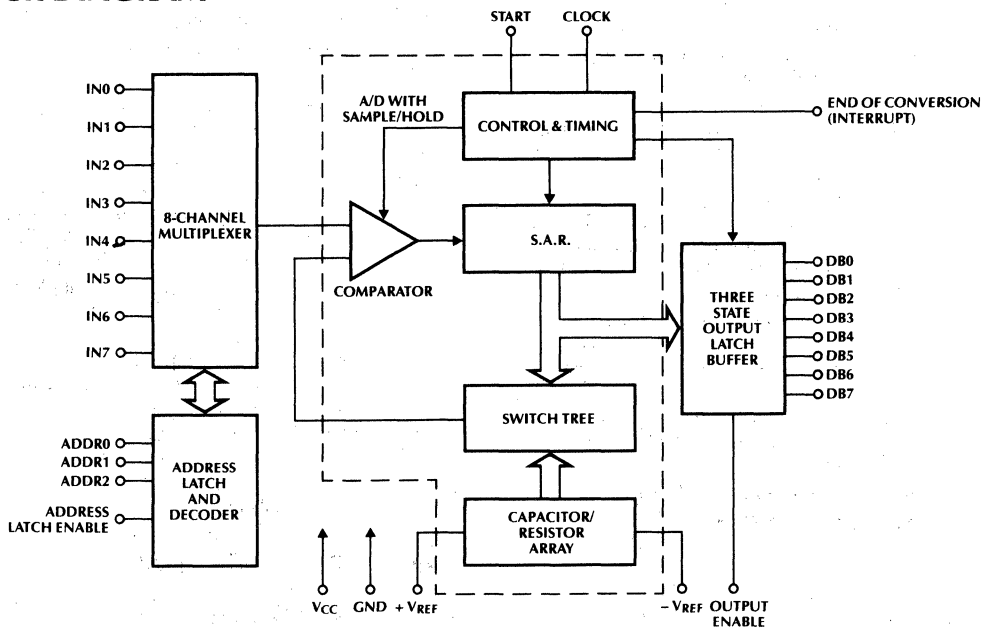 START
CLOCK
IN0
IN1
IN2
IN3
IN4
IN5
IN6
IN7
8-CHANNEL
MULTIPLEXER
A/D WITH
SAMPLE/HOLD
CONTROL & TIMING
END OF CONVERSION
(INTERRUPT)
S.A.R.
COMPARATOR
THREE
STATE
OUTPUT
LATCH
BUFFER
DB0
DB1
DB2
DB3
DB4
DB5
DB6
DB7
SWITCH TREE
ADDR0
ADDR1
ADDR2
ADDRESS
LATCH ENABLE
ADDRESS
LATCH
AND
DECODER
CAPACITOR/
RESISTOR
ARRAY
VCC
GND
+ VREF
− VREF
OUTPUT
ENABLE